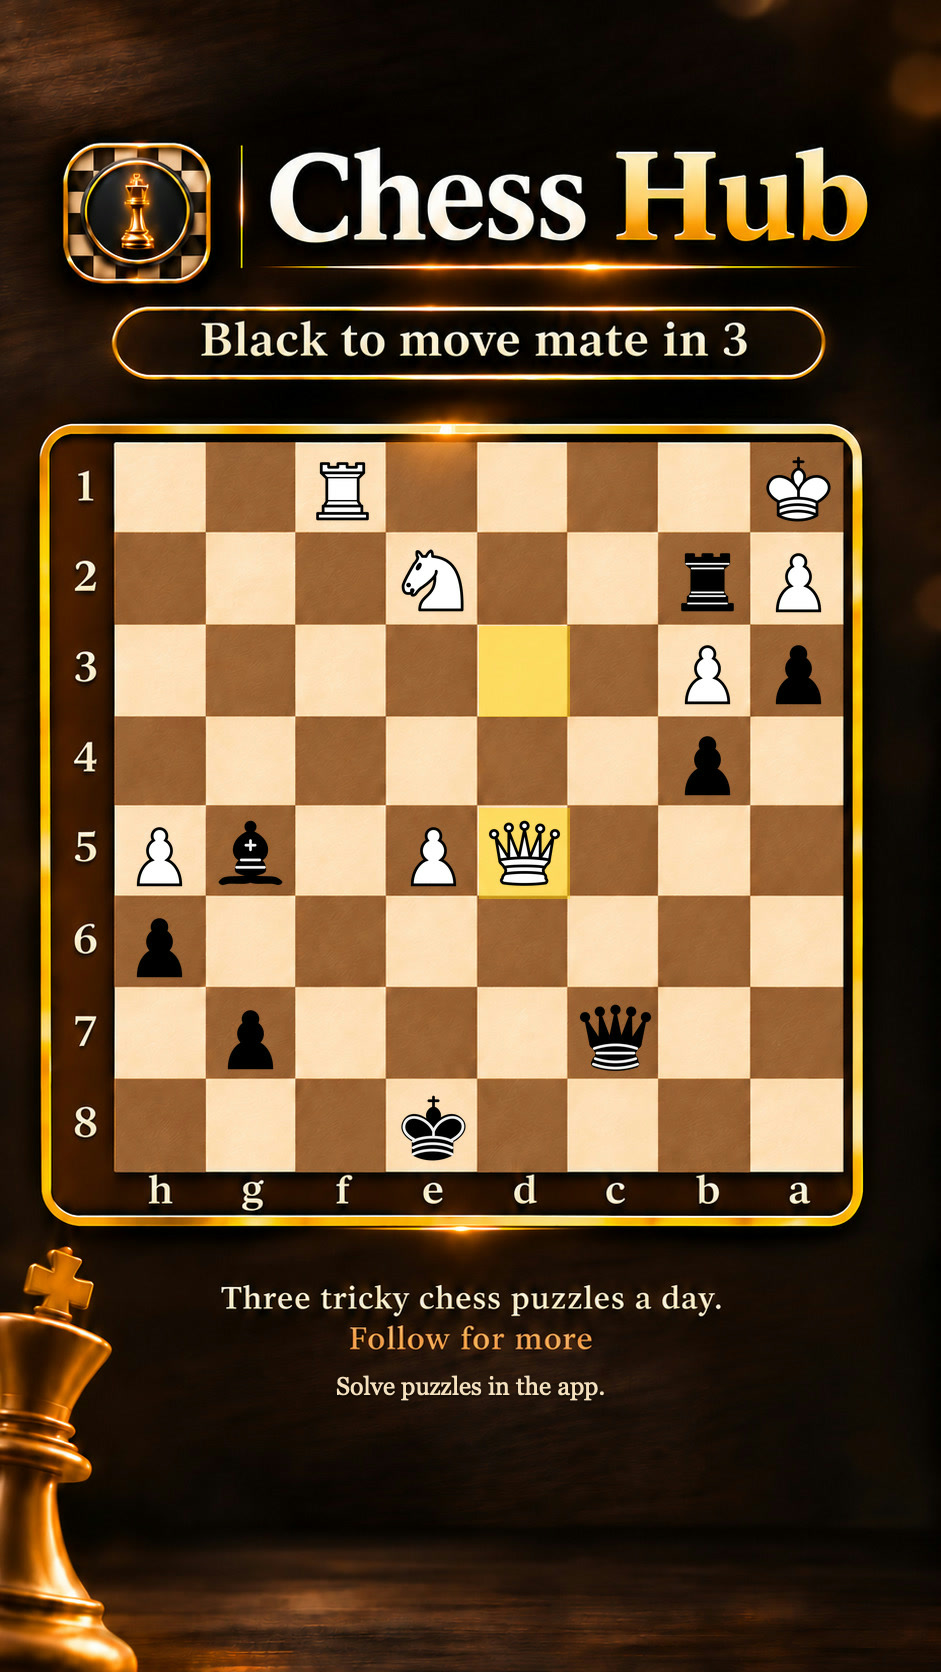 Chess Hub
Black to move mate in 3
1
2
3
4
5
6
7
8
h g f e d c b a
Three tricky chess puzzles a day.
Follow for more
Solve puzzles in the app.